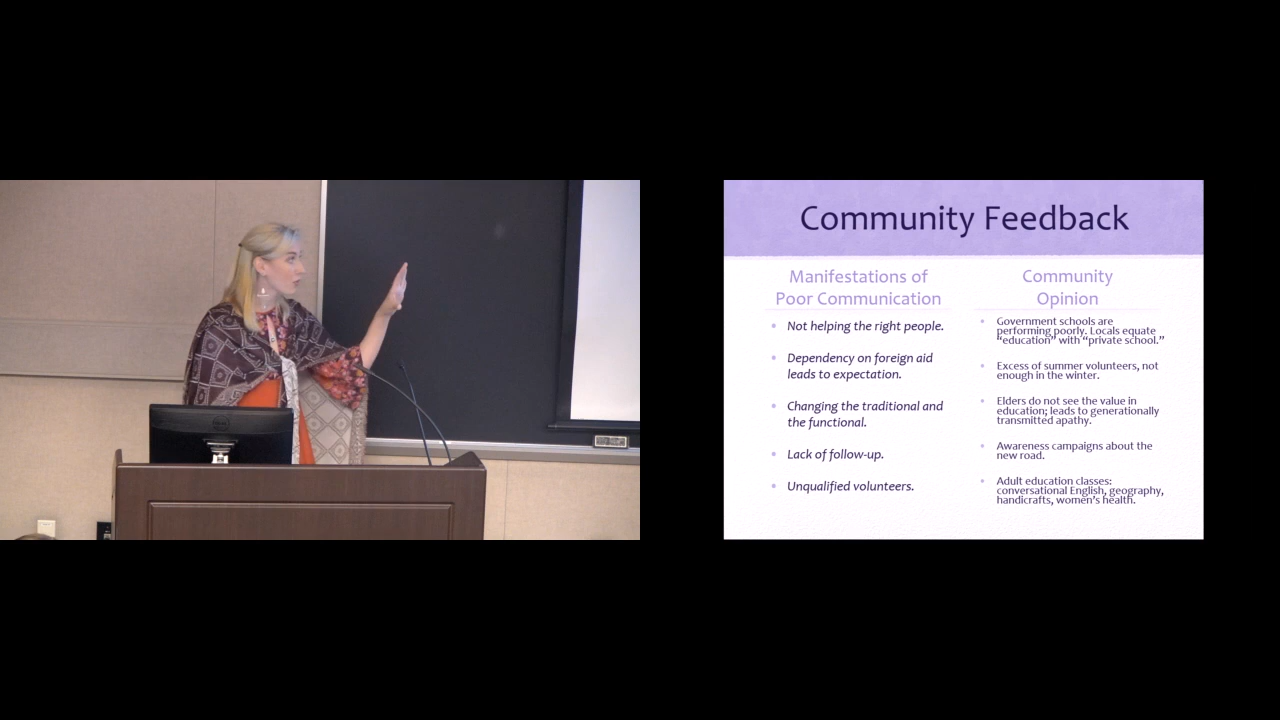 Community Feedback
Manifestations of
Poor Communication
Not helping the right people.
Dependency on foreign aid
leads to expectation.
Changing the traditional and
the functional.
Lack of follow-up.
Unqualified volunteers.
Community
Opinion
Government schools are
performing poorly. Locals equate
“education” with “private school.”
Excess of summer volunteers, not
enough in the winter.
Elders do not see the value in
education; leads to generationally
transmitted apathy.
Awareness campaigns about the
new road.
Adult education classes:
conversational English, geography,
handicrafts, women’s health.